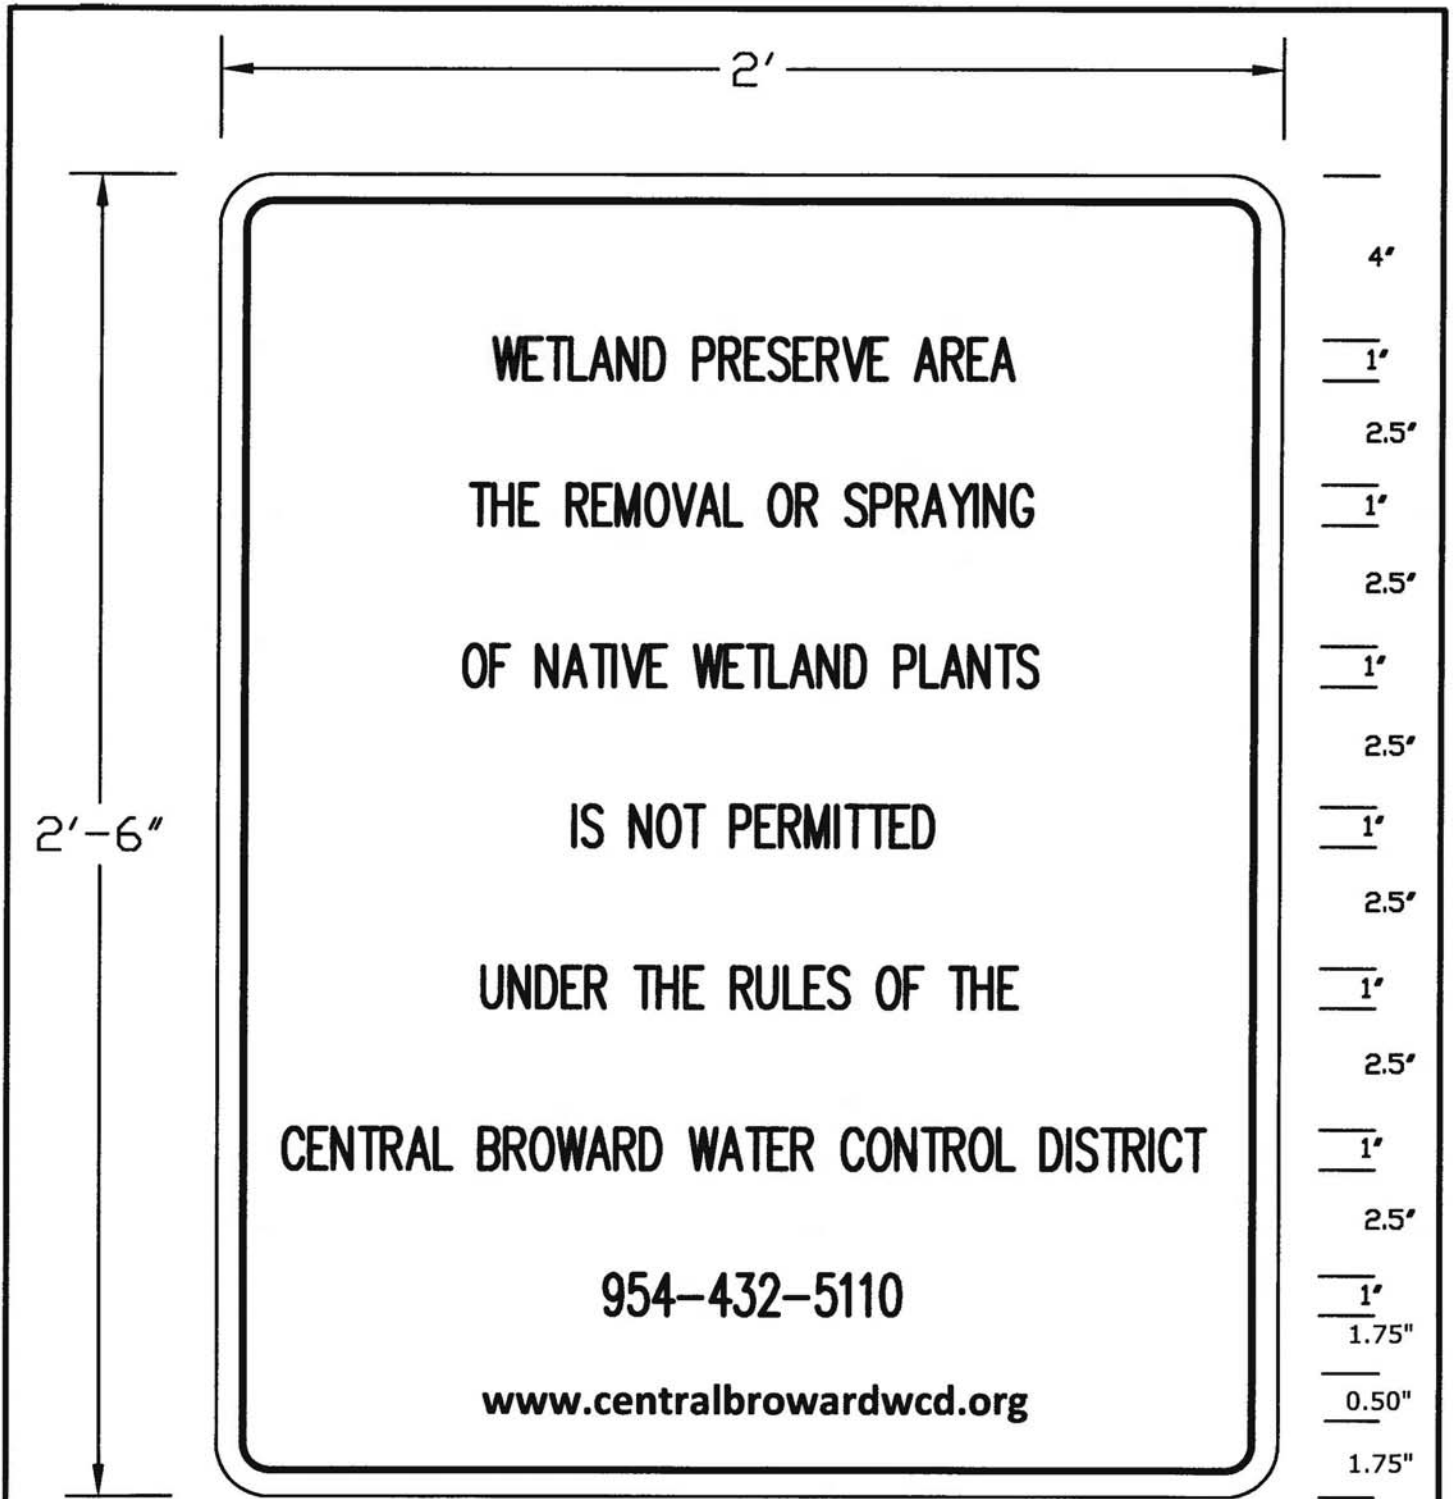 2'
4"
WETLAND PRESERVE AREA
1"
2.5"
THE REMOVAL OR SPRAYING
1"
2.5"
OF NATIVE WETLAND PLANTS
1"
2.5"
2'-6"
IS NOT PERMITTED
1"
2.5"
UNDER THE RULES OF THE
1"
2.5"
CENTRAL BROWARD WATER CONTROL DISTRICT
1"
2.5"
954-432-5110
1"
1.75"
www.centralbrowardwcd.org
0.50"
1.75"